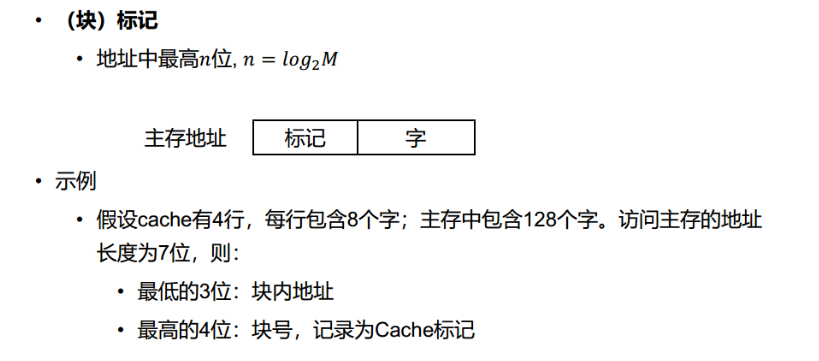 • （块）标记
• 地址中最高n位, n = log₂M
主存地址 标记 字
• 示例
• 假设cache有4行，每行包含8个字；主存中包含128个字。访问主存的地址
长度为7位，则：
• 最低的3位：块内地址
• 最高的4位：块号，记录为Cache标记